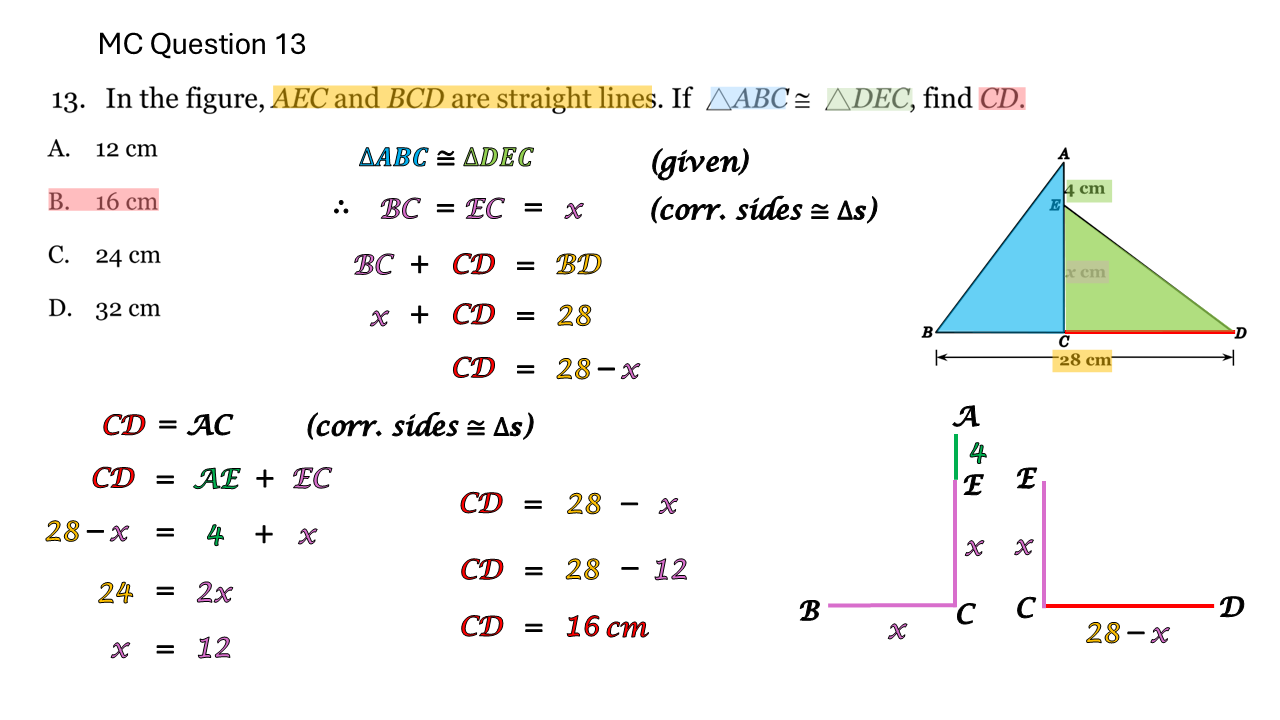 MC Question 13
13. In the figure, AEC and BCD are straight lines. If △ABC ≅ △DEC, find CD.
A. 12 cm
B. 16 cm
C. 24 cm
D. 32 cm
ΔABC ≅ ΔDEC (given)
∴ BC = EC = x (corr. sides ≅ Δs)
BC + CD = BD
x + CD = 28
CD = 28 − x
A
4 cm
E
x cm
B
C
D
28 cm
CD = AC (corr. sides ≅ Δs)
CD = AE + EC
28 − x = 4 + x
24 = 2x
x = 12
CD = 28 − x
CD = 28 − 12
CD = 16 cm
A
4
E
x
B
x
C
E
x
C
28 − x
D